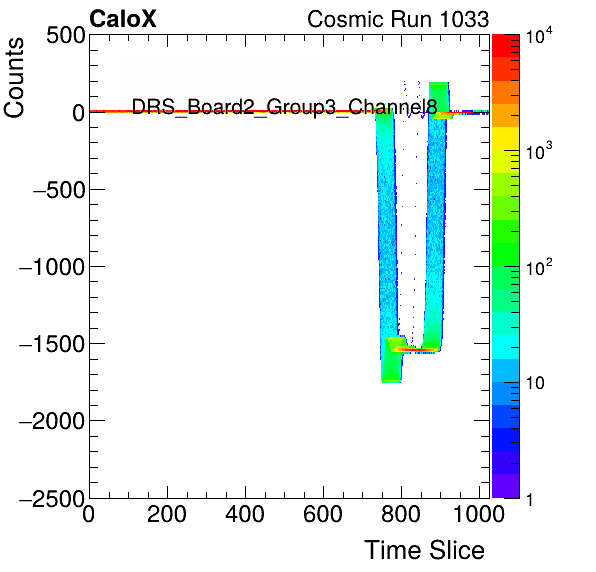 CaloX Cosmic Run 1033
Counts
500
0
−500
−1000
−1500
−2000
−2500
DRS_Board2_Group3_Channel8
0 200 400 600 800 1000
Time Slice
10^4
10^3
10^2
10
1